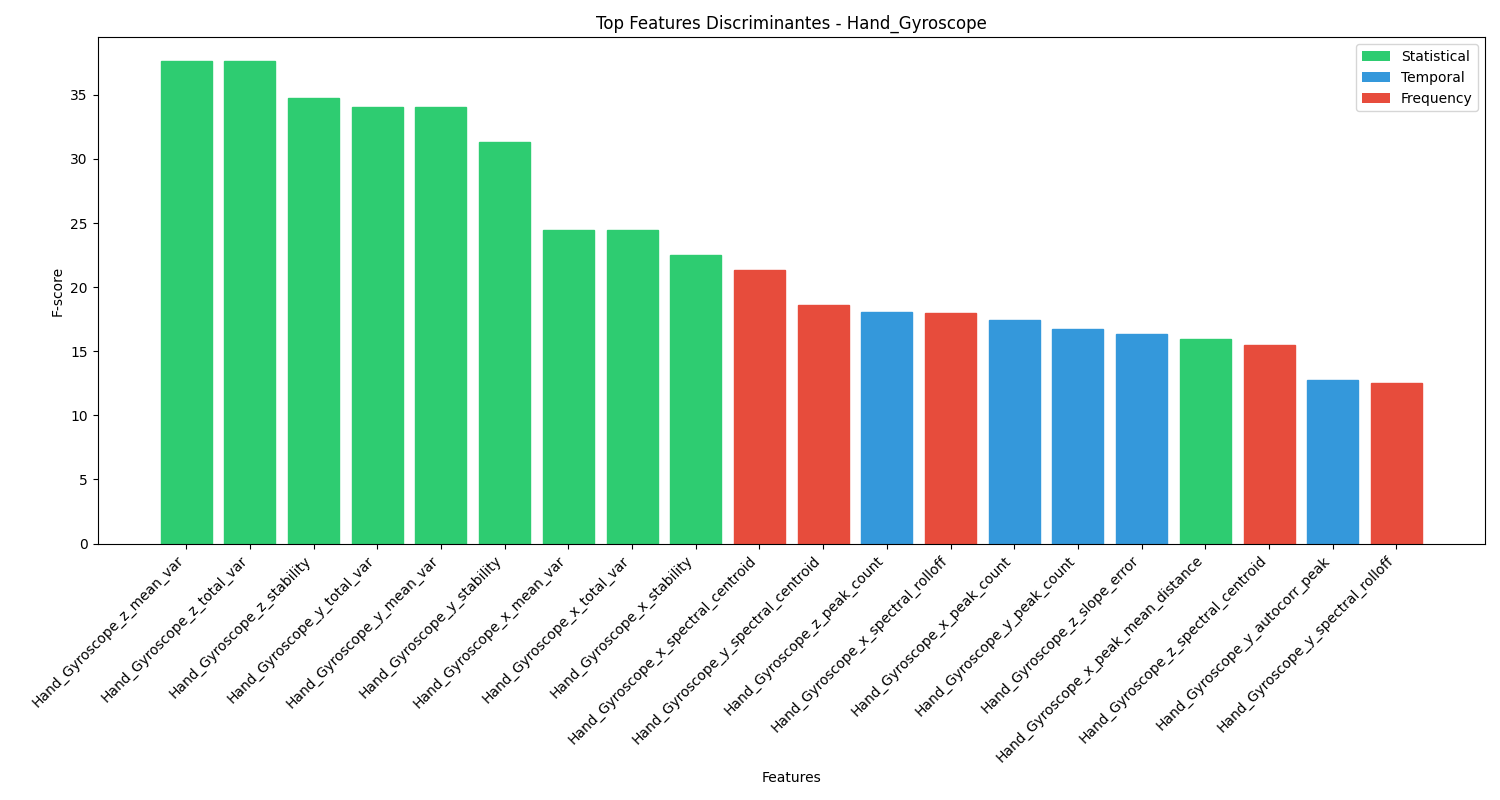 Top Features Discriminantes - Hand_Gyroscope
Statistical
Temporal
Frequency
F-score
35
30
25
20
15
10
5
0
Hand_Gyroscope_z_mean_var
Hand_Gyroscope_z_total_var
Hand_Gyroscope_z_stability
Hand_Gyroscope_y_total_var
Hand_Gyroscope_y_mean_var
Hand_Gyroscope_y_stability
Hand_Gyroscope_x_mean_var
Hand_Gyroscope_x_total_var
Hand_Gyroscope_x_stability
Hand_Gyroscope_x_spectral_centroid
Hand_Gyroscope_y_spectral_centroid
Hand_Gyroscope_z_peak_count
Hand_Gyroscope_x_spectral_rolloff
Hand_Gyroscope_x_peak_count
Hand_Gyroscope_y_peak_count
Hand_Gyroscope_z_slope_error
Hand_Gyroscope_x_peak_mean_distance
Hand_Gyroscope_z_spectral_centroid
Hand_Gyroscope_y_autocorr_peak
Hand_Gyroscope_y_spectral_rolloff
Features